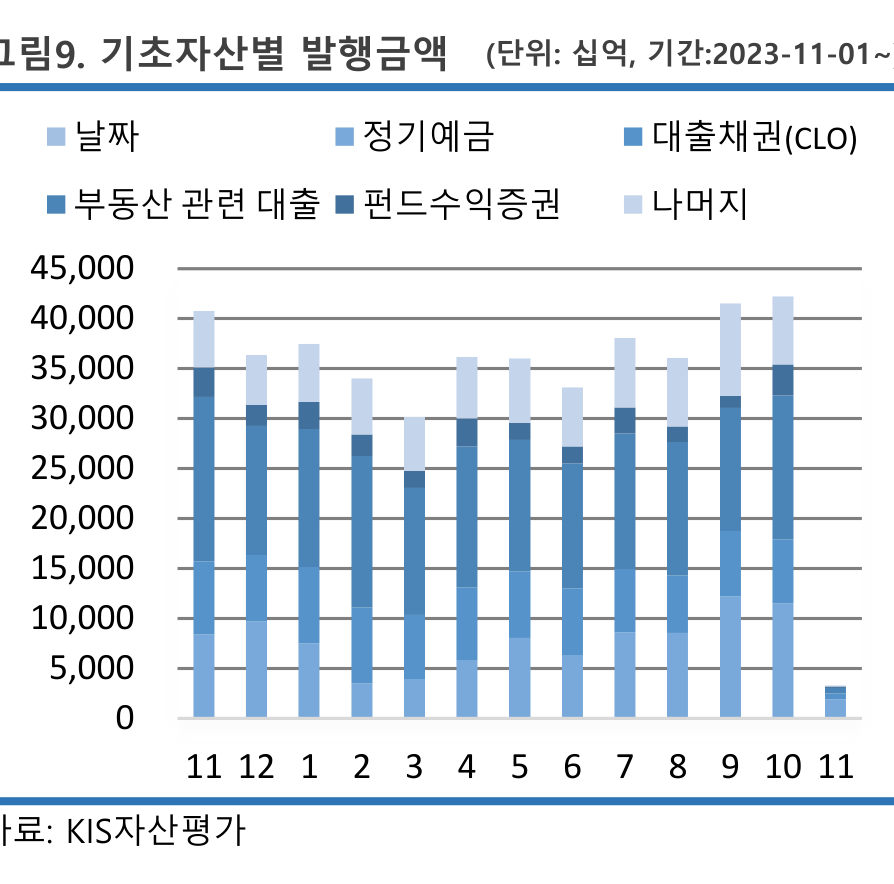 그림9. 기초자산별 발행금액 (단위: 십억, 기간:2023-11-01~)
날짜 정기예금 대출채권(CLO)
부동산 관련 대출 펀드수익증권 나머지
45,000
40,000
35,000
30,000
25,000
20,000
15,000
10,000
5,000
0
11 12 1 2 3 4 5 6 7 8 9 10 11
자료: KIS자산평가